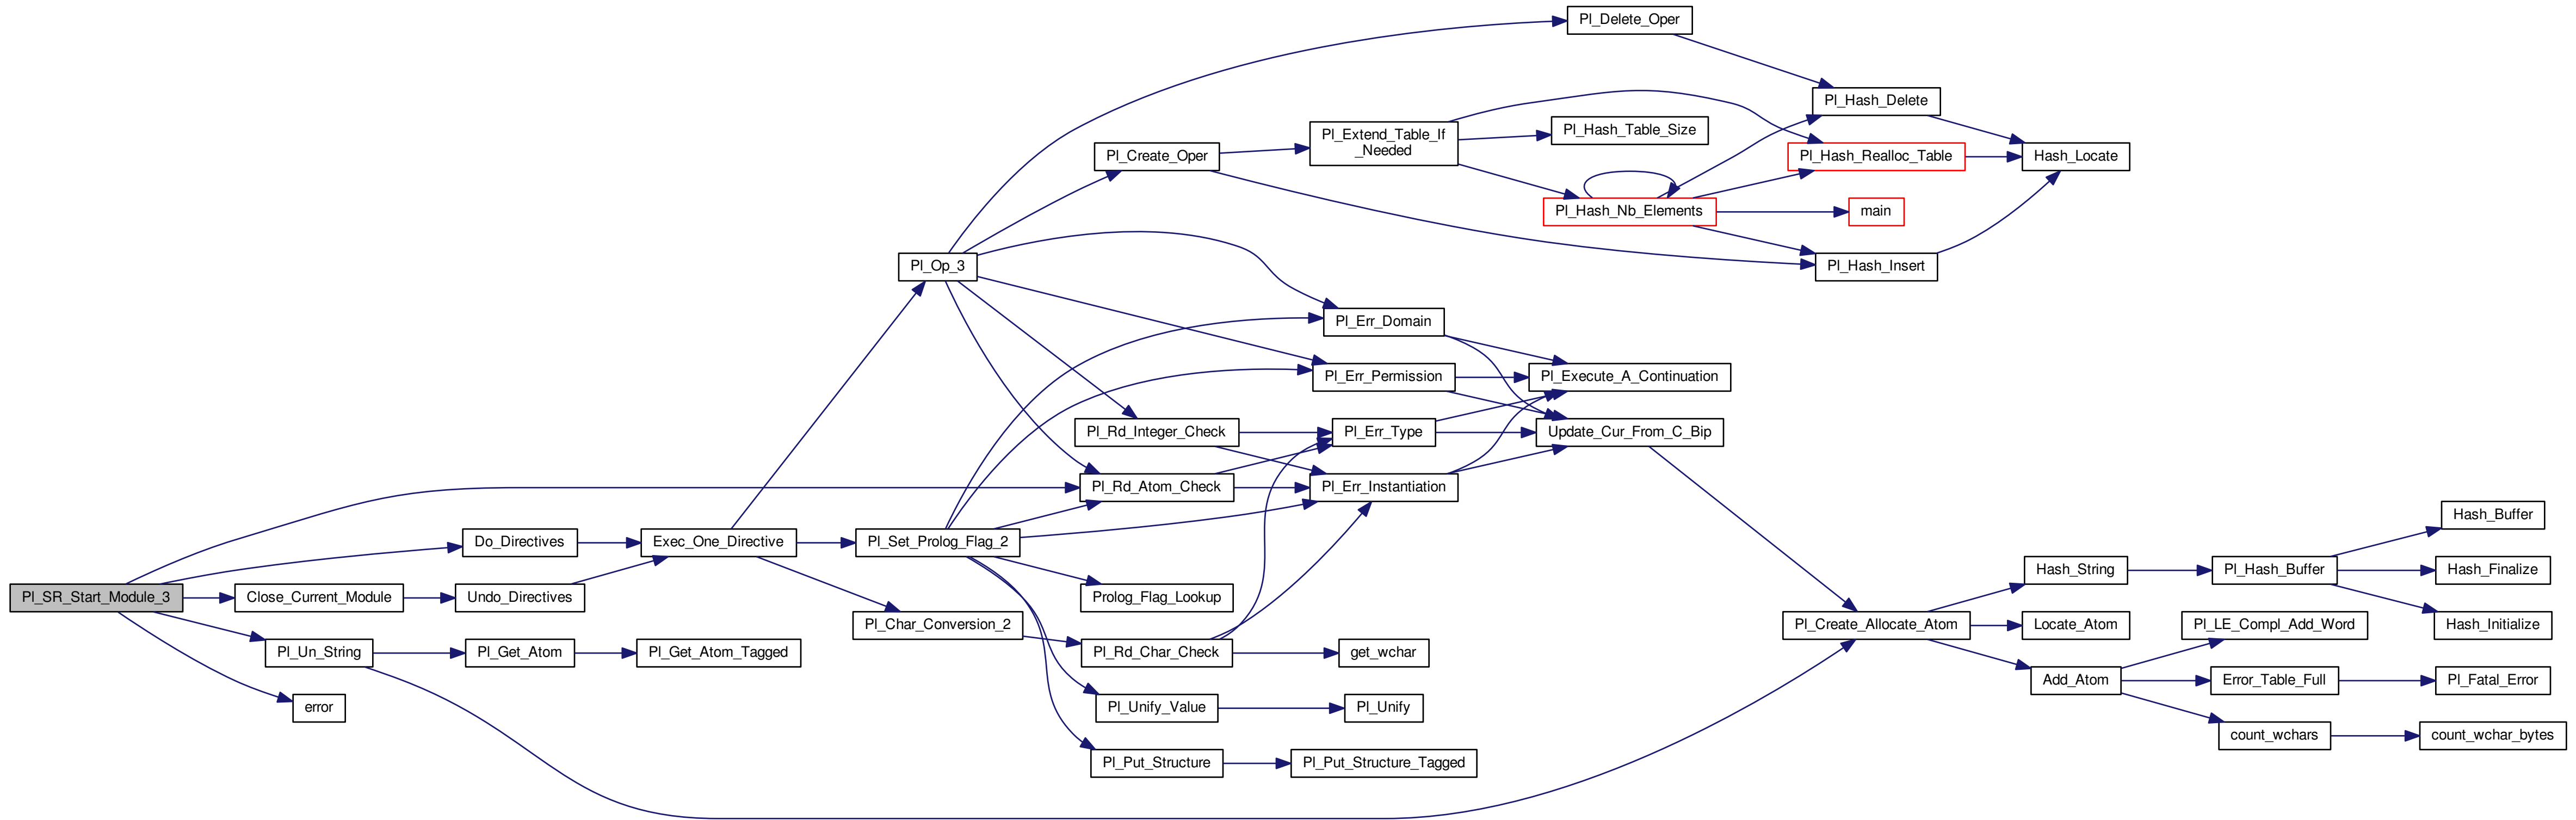 Pl_Delete_Oper
Pl_Hash_Delete
Pl_Extend_Table_If
_Needed
Pl_Hash_Table_Size
Pl_Create_Oper
Pl_Hash_Realloc_Table
Hash_Locate
Pl_Hash_Nb_Elements
main
Pl_Op_3
Pl_Hash_Insert
Pl_Err_Domain
Pl_Err_Permission
Pl_Execute_A_Continuation
Pl_Rd_Integer_Check
Pl_Err_Type
Update_Cur_From_C_Bip
Pl_Rd_Atom_Check
Pl_Err_Instantiation
Hash_Buffer
Do_Directives
Exec_One_Directive
Pl_Set_Prolog_Flag_2
Hash_String
Pl_Hash_Buffer
Hash_Finalize
Pl_SR_Start_Module_3
Close_Current_Module
Undo_Directives
Prolog_Flag_Lookup
Pl_Char_Conversion_2
Pl_Create_Allocate_Atom
Locate_Atom
Pl_LE_Compl_Add_Word
Hash_Initialize
Pl_Un_String
Pl_Get_Atom
Pl_Get_Atom_Tagged
Pl_Rd_Char_Check
get_wchar
Add_Atom
Error_Table_Full
Pl_Fatal_Error
error
Pl_Unify_Value
Pl_Unify
count_wchars
count_wchar_bytes
Pl_Put_Structure
Pl_Put_Structure_Tagged